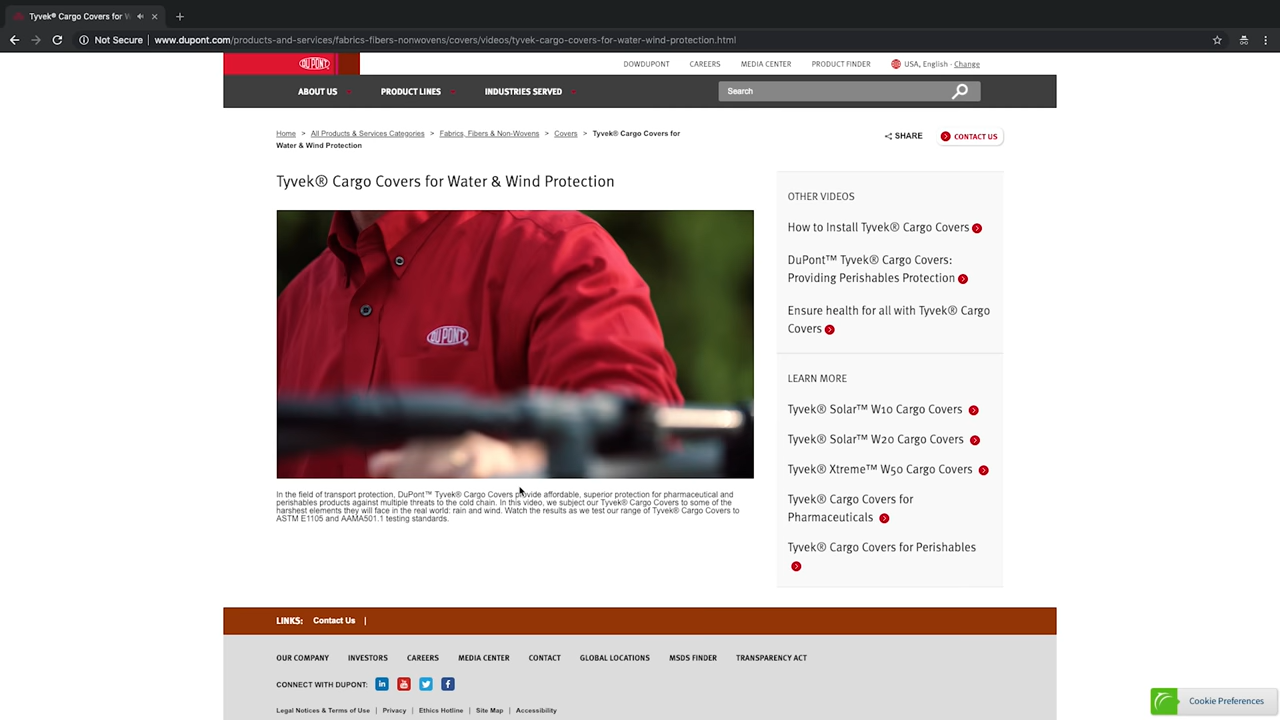 Tyvek® Cargo Covers for W
Not Secure | www.dupont.com/products-and-services/fabrics-fibers-nonwovens/covers/videos/tyvek-cargo-covers-for-water-wind-protection.html
DU PONT
DOWDUPONT CAREERS MEDIA CENTER PRODUCT FINDER USA, English - Change
ABOUT US PRODUCT LINES INDUSTRIES SERVED Search
Home > All Products & Services Categories > Fabrics, Fibers & Non-Wovens > Covers > Tyvek® Cargo Covers for
Water & Wind Protection
SHARE CONTACT US
Tyvek® Cargo Covers for Water & Wind Protection
DU PONT
In the field of transport protection, DuPont™ Tyvek® Cargo Covers provide affordable, superior protection for pharmaceutical and
perishables products against multiple threats to the cold chain. In this video, we subject our Tyvek® Cargo Covers to some of the
harshest elements they will face in the real world: rain and wind. Watch the results as we test our range of Tyvek® Cargo Covers to
ASTM E1105 and AAMA501.1 testing standards.
OTHER VIDEOS
How to Install Tyvek® Cargo Covers
DuPont™ Tyvek® Cargo Covers:
Providing Perishables Protection
Ensure health for all with Tyvek® Cargo
Covers
LEARN MORE
Tyvek® Solar™ W10 Cargo Covers
Tyvek® Solar™ W20 Cargo Covers
Tyvek® Xtreme™ W50 Cargo Covers
Tyvek® Cargo Covers for
Pharmaceuticals
Tyvek® Cargo Covers for Perishables
LINKS: Contact Us |
OUR COMPANY INVESTORS CAREERS MEDIA CENTER CONTACT GLOBAL LOCATIONS MSDS FINDER TRANSPARENCY ACT
CONNECT WITH DUPONT:
Legal Notices & Terms of Use | Privacy | Ethics Hotline | Site Map | Accessibility
Cookie Preferences